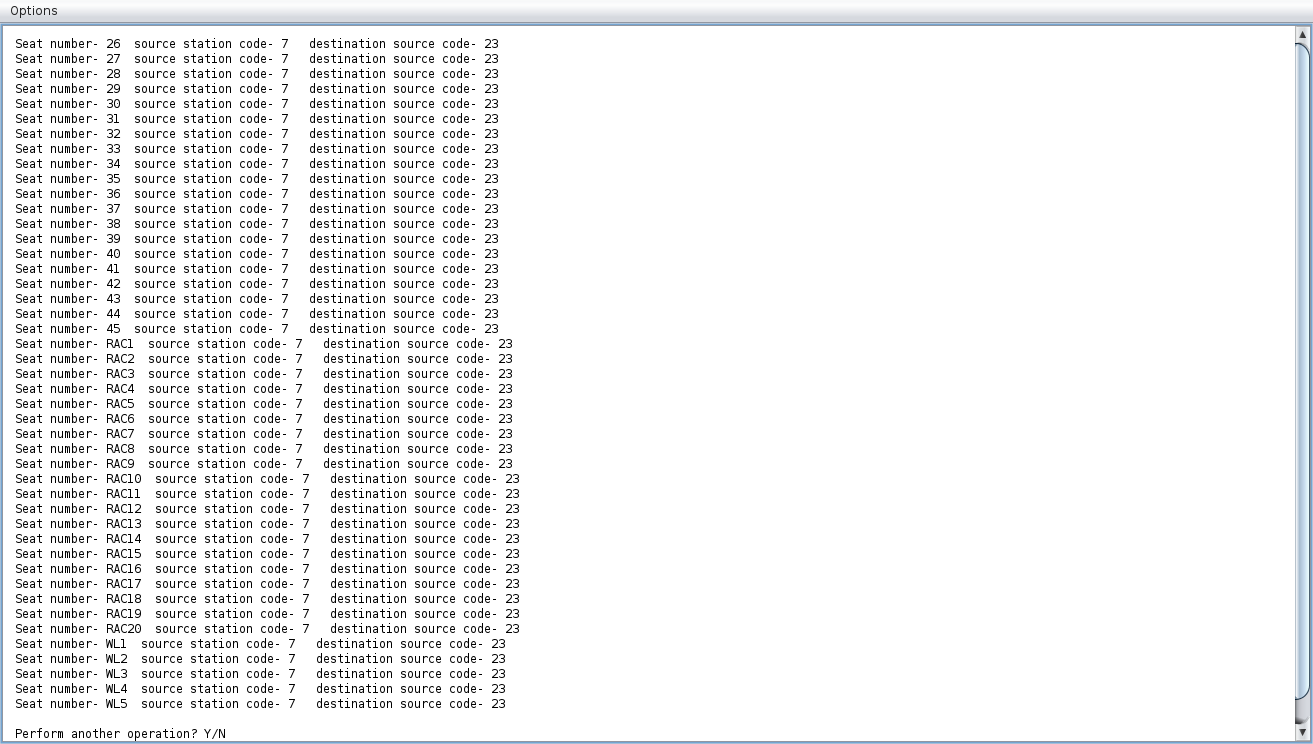 Options
Seat number- 26  source station code- 7   destination source code- 23
Seat number- 27  source station code- 7   destination source code- 23
Seat number- 28  source station code- 7   destination source code- 23
Seat number- 29  source station code- 7   destination source code- 23
Seat number- 30  source station code- 7   destination source code- 23
Seat number- 31  source station code- 7   destination source code- 23
Seat number- 32  source station code- 7   destination source code- 23
Seat number- 33  source station code- 7   destination source code- 23
Seat number- 34  source station code- 7   destination source code- 23
Seat number- 35  source station code- 7   destination source code- 23
Seat number- 36  source station code- 7   destination source code- 23
Seat number- 37  source station code- 7   destination source code- 23
Seat number- 38  source station code- 7   destination source code- 23
Seat number- 39  source station code- 7   destination source code- 23
Seat number- 40  source station code- 7   destination source code- 23
Seat number- 41  source station code- 7   destination source code- 23
Seat number- 42  source station code- 7   destination source code- 23
Seat number- 43  source station code- 7   destination source code- 23
Seat number- 44  source station code- 7   destination source code- 23
Seat number- 45  source station code- 7   destination source code- 23
Seat number- RAC1  source station code- 7   destination source code- 23
Seat number- RAC2  source station code- 7   destination source code- 23
Seat number- RAC3  source station code- 7   destination source code- 23
Seat number- RAC4  source station code- 7   destination source code- 23
Seat number- RAC5  source station code- 7   destination source code- 23
Seat number- RAC6  source station code- 7   destination source code- 23
Seat number- RAC7  source station code- 7   destination source code- 23
Seat number- RAC8  source station code- 7   destination source code- 23
Seat number- RAC9  source station code- 7   destination source code- 23
Seat number- RAC10  source station code- 7   destination source code- 23
Seat number- RAC11  source station code- 7   destination source code- 23
Seat number- RAC12  source station code- 7   destination source code- 23
Seat number- RAC13  source station code- 7   destination source code- 23
Seat number- RAC14  source station code- 7   destination source code- 23
Seat number- RAC15  source station code- 7   destination source code- 23
Seat number- RAC16  source station code- 7   destination source code- 23
Seat number- RAC17  source station code- 7   destination source code- 23
Seat number- RAC18  source station code- 7   destination source code- 23
Seat number- RAC19  source station code- 7   destination source code- 23
Seat number- RAC20  source station code- 7   destination source code- 23
Seat number- WL1  source station code- 7   destination source code- 23
Seat number- WL2  source station code- 7   destination source code- 23
Seat number- WL3  source station code- 7   destination source code- 23
Seat number- WL4  source station code- 7   destination source code- 23
Seat number- WL5  source station code- 7   destination source code- 23
Perform another operation? Y/N